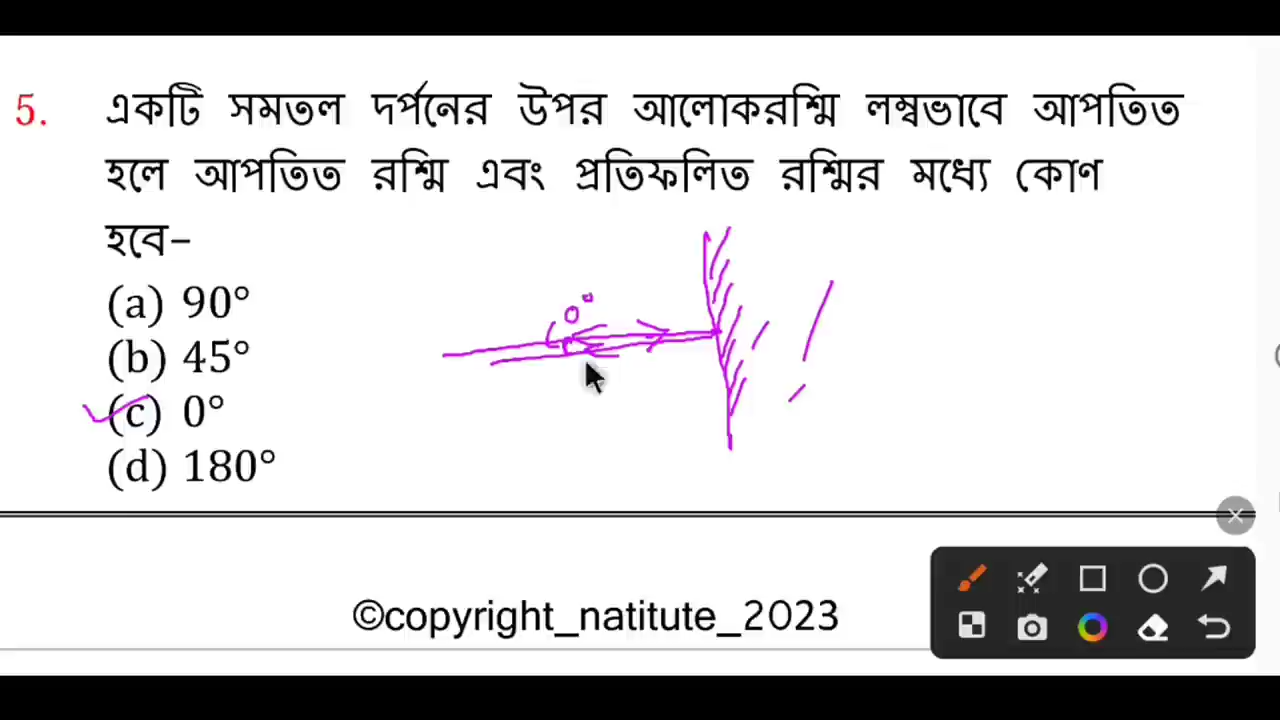 5. একটি সমতল দর্পনের উপর আলোকরশ্মি লম্বভাবে আপতিত
হলে আপতিত রশ্মি এবং প্রতিফলিত রশ্মির মধ্যে কোণ
হবে–
(a) 90°
(b) 45°
(c) 0°
(d) 180°
0°
©copyright_natitute_2023